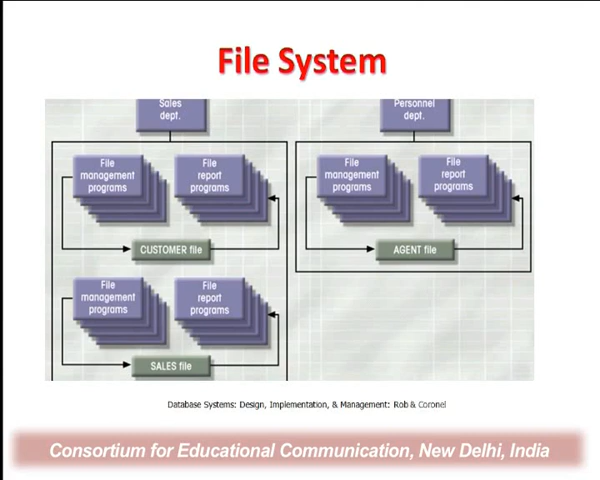 File System
Sales
dept.
Personnel
dept.
File
management
programs
File
report
programs
File
management
programs
File
report
programs
CUSTOMER file
AGENT file
File
management
programs
File
report
programs
SALES file
Database Systems: Design, Implementation, & Management: Rob & Coronel
Consortium for Educational Communication, New Delhi, India